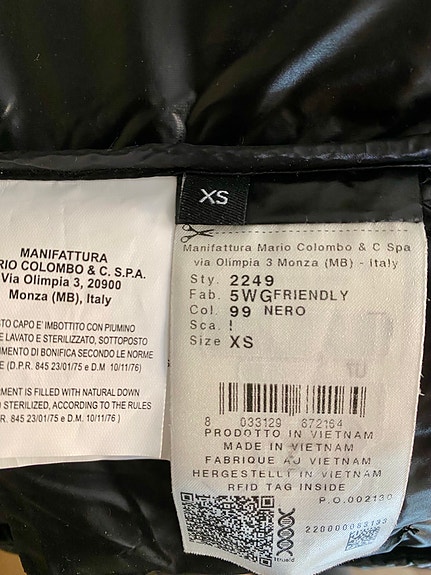 MANIFATTURA
RIO COLOMBO & C. S.P.A.
Via Olimpia 3, 20900
Monza (MB), Italy
STO CAPO E' IMBOTTITO CON PIUMINO
E LAVATO E STERILIZZATO, SOTTOPOSTO
IMENTO DI BONIFICA SECONDO LE NORME
E (D.P.R. 845 23/01/75 e D.M 10/11/76 )
RMENT IS FILLED WITH NATURAL DOWN
D STERILIZED, ACCORDING TO THE RULES
. 845 23/01/75 e D.M. 10/11/76 )
XS
Manifattura Mario Colombo & C Spa
via Olimpia 3 Monza (MB) - Italy
Sty. 2249
Fab. 5WGFRIENDLY
Col. 99 NERO
Sca. !
Size XS
8 033129 672164
PRODOTTO IN VIETNAM
MADE IN VIETNAM
FABRIQUE AU VIETNAM
HERGESTELLT IN VIETNAM
RFID TAG INSIDE
P.O.002130